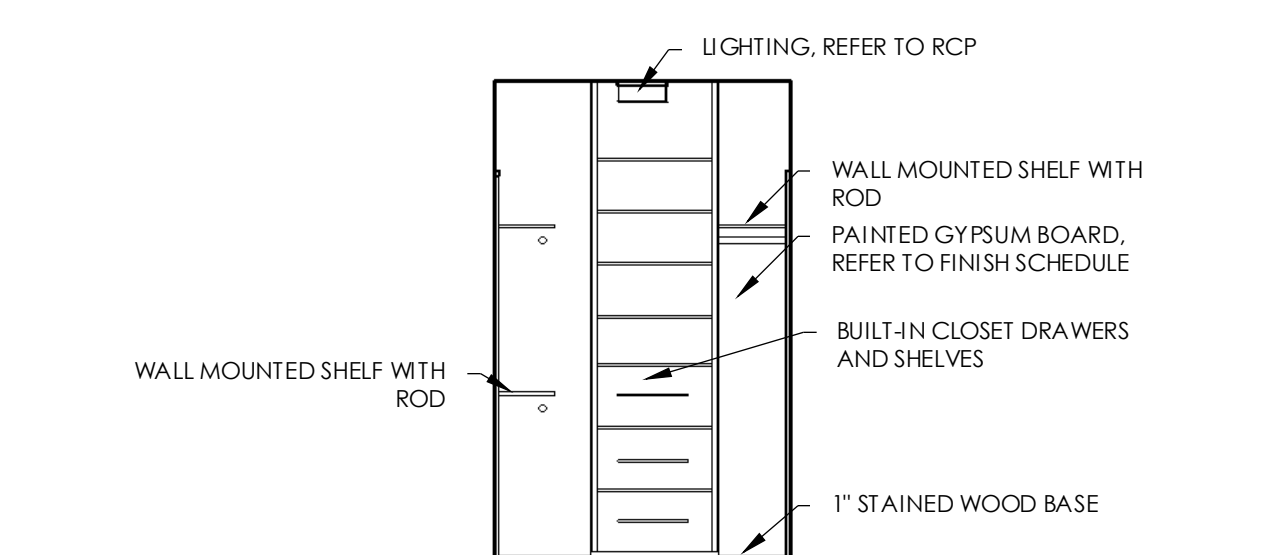 LIGHTING, REFER TO RCP
WALL MOUNTED SHELF WITH
ROD
PAINTED GYPSUM BOARD,
REFER TO FINISH SCHEDULE
BUILT-IN CLOSET DRAWERS
AND SHELVES
WALL MOUNTED SHELF WITH
ROD
1" STAINED WOOD BASE